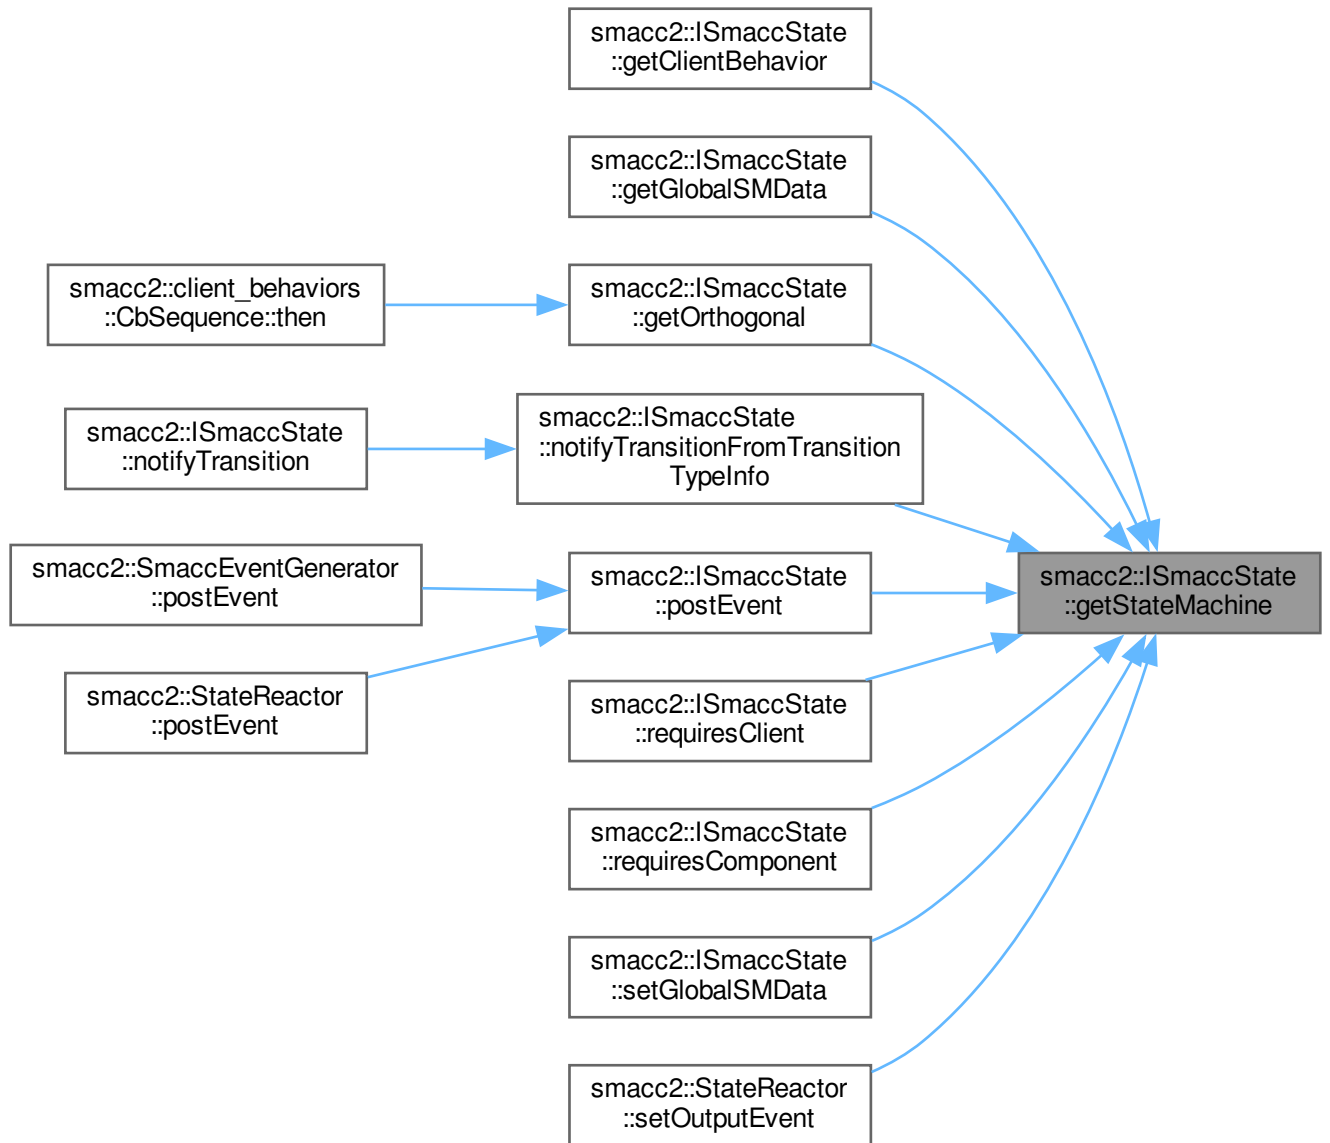 smacc2::ISmaccState
::getClientBehavior
smacc2::ISmaccState
::getGlobalSMData
smacc2::client_behaviors
::CbSequence::then
smacc2::ISmaccState
::getOrthogonal
smacc2::ISmaccState
::notifyTransition
smacc2::ISmaccState
::notifyTransitionFromTransition
TypeInfo
smacc2::SmaccEventGenerator
::postEvent
smacc2::ISmaccState
::postEvent
smacc2::ISmaccState
::getStateMachine
smacc2::StateReactor
::postEvent
smacc2::ISmaccState
::requiresClient
smacc2::ISmaccState
::requiresComponent
smacc2::ISmaccState
::setGlobalSMData
smacc2::StateReactor
::setOutputEvent